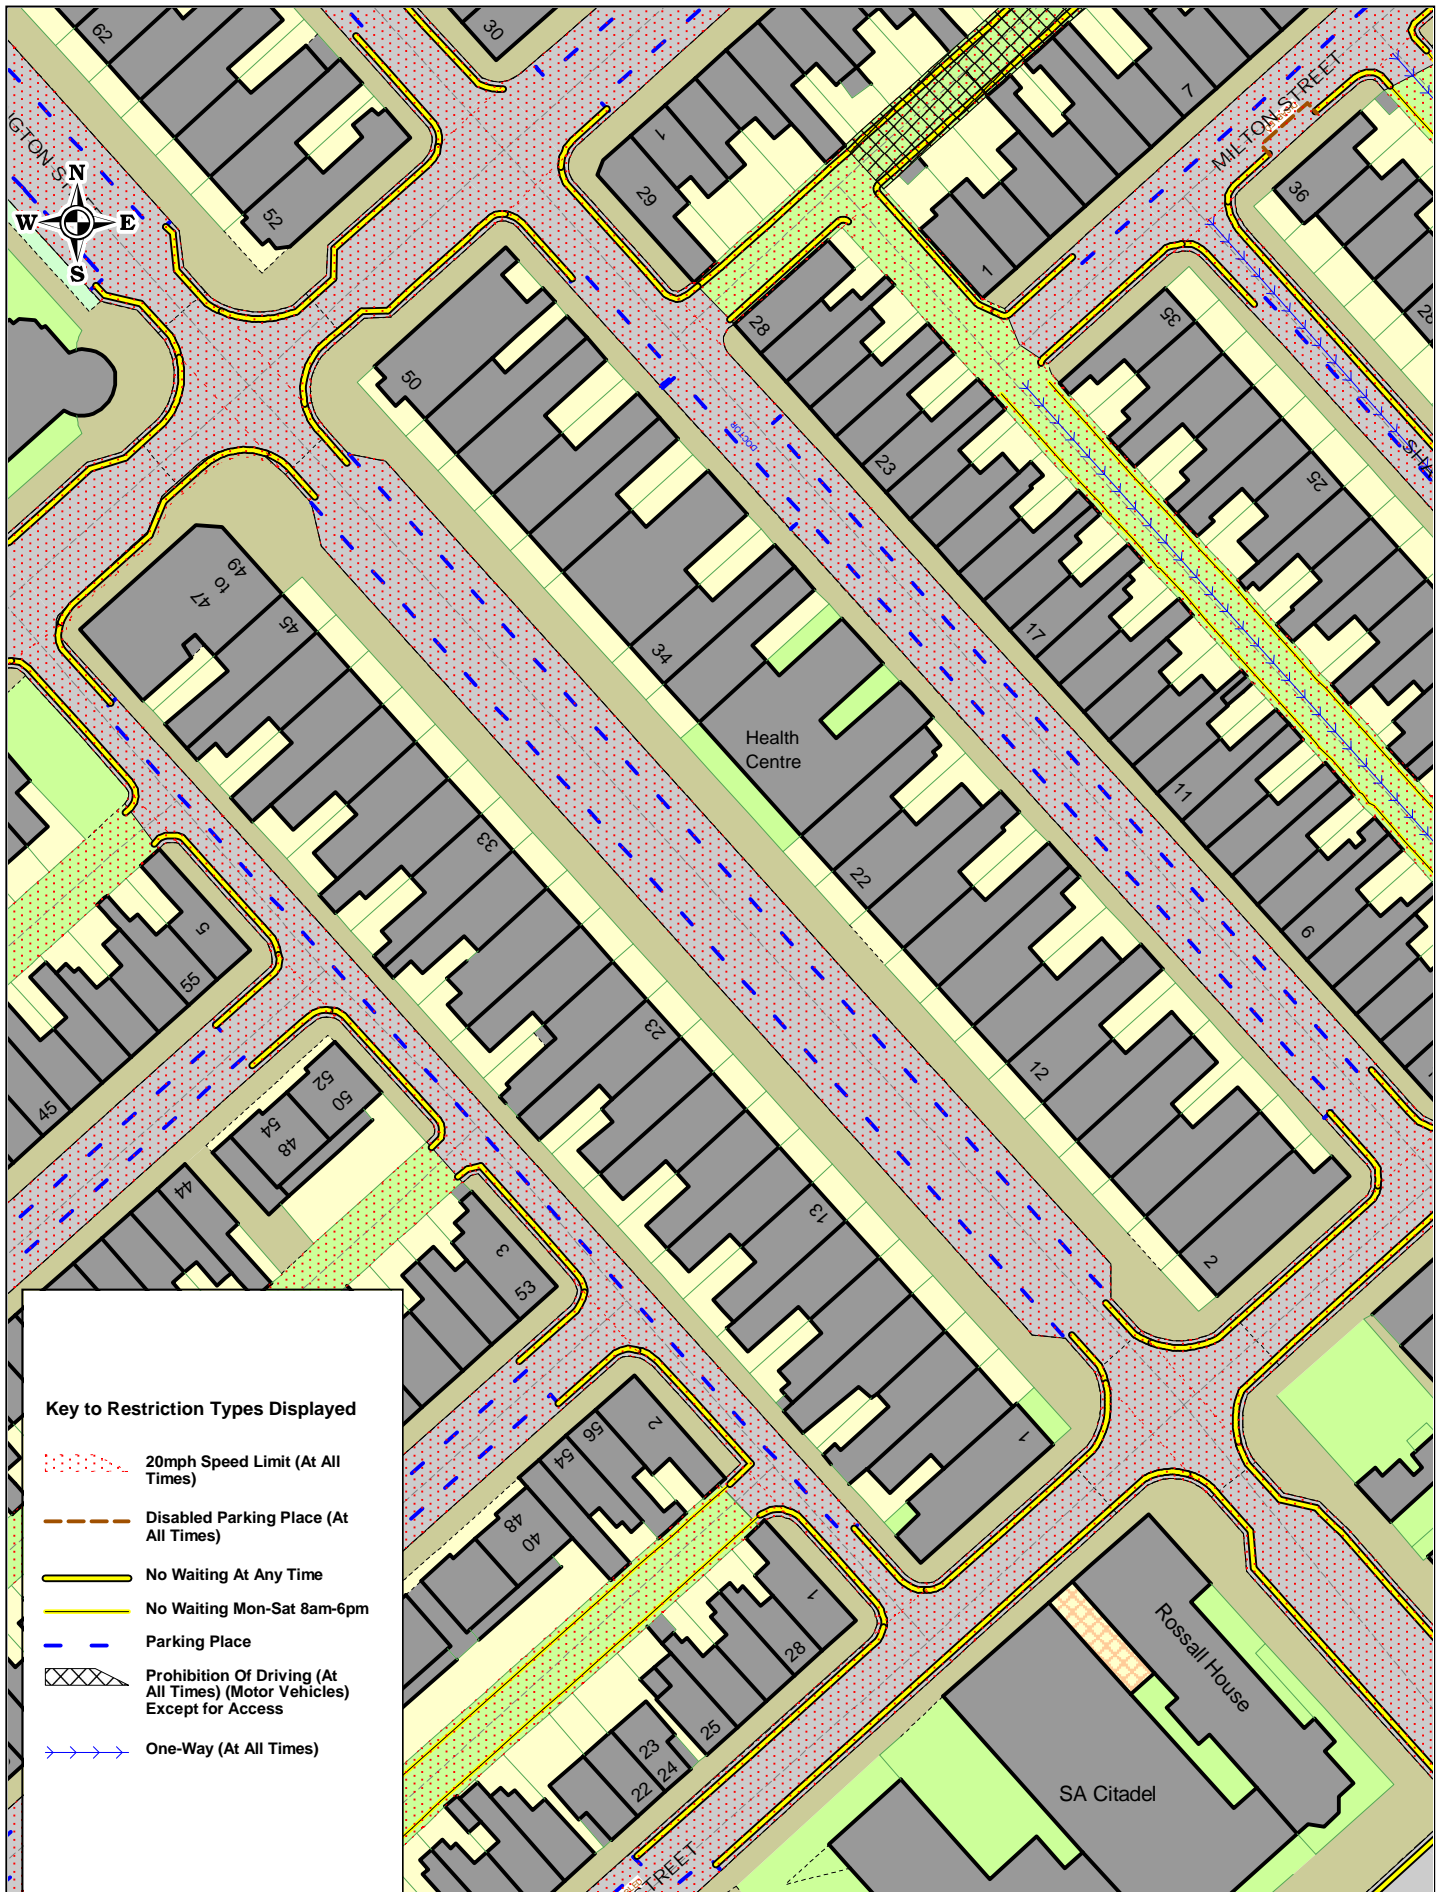 62
30
1
29
7
MILTON STREET
36
N
W E
S
52
1
28
35
28
50
DOCTOR
23
25
49
to
47
45
17
34
Health
Centre
11
33
22
6
5
55
23
12
45
52
50
54
48
44
13
2
3
53
Key to Restriction Types Displayed
20mph Speed Limit (At All
Times)
Disabled Parking Place (At
All Times)
No Waiting At Any Time
No Waiting Mon-Sat 8am-6pm
Parking Place
Prohibition Of Driving (At
All Times) (Motor Vehicles)
Except for Access
One-Way (At All Times)
2
56
54
48
40
1
1
28
25
23
24
22
Rossall House
SA Citadel
STREET